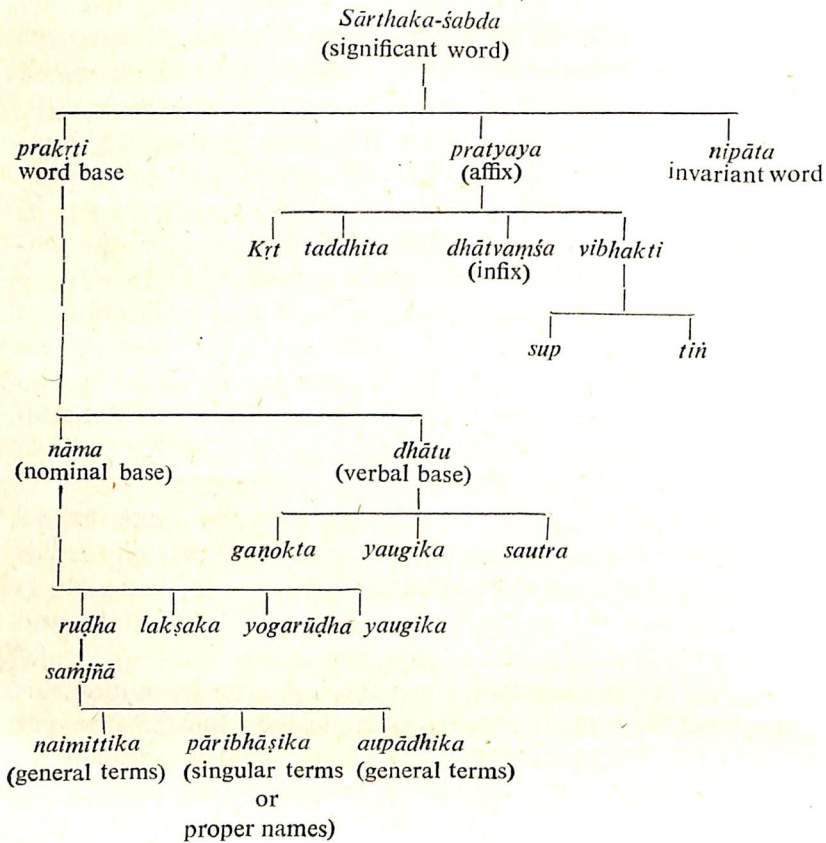 Sārthaka-śabda
(significant word)
prakṛti pratyaya nipāta
word base (affix) invariant word
Kṛt taddhita dhātvaṃśa vibhakti
(infix)
sup tiṅ
nāma dhātu
(nominal base) (verbal base)
gaṇokta yaugika sautra
ruḍha lakṣaka yogarūḍha yaugika
saṁjñā
naimittika pāribhāṣika aupādhika
(general terms) (singular terms (general terms)
or
proper names)